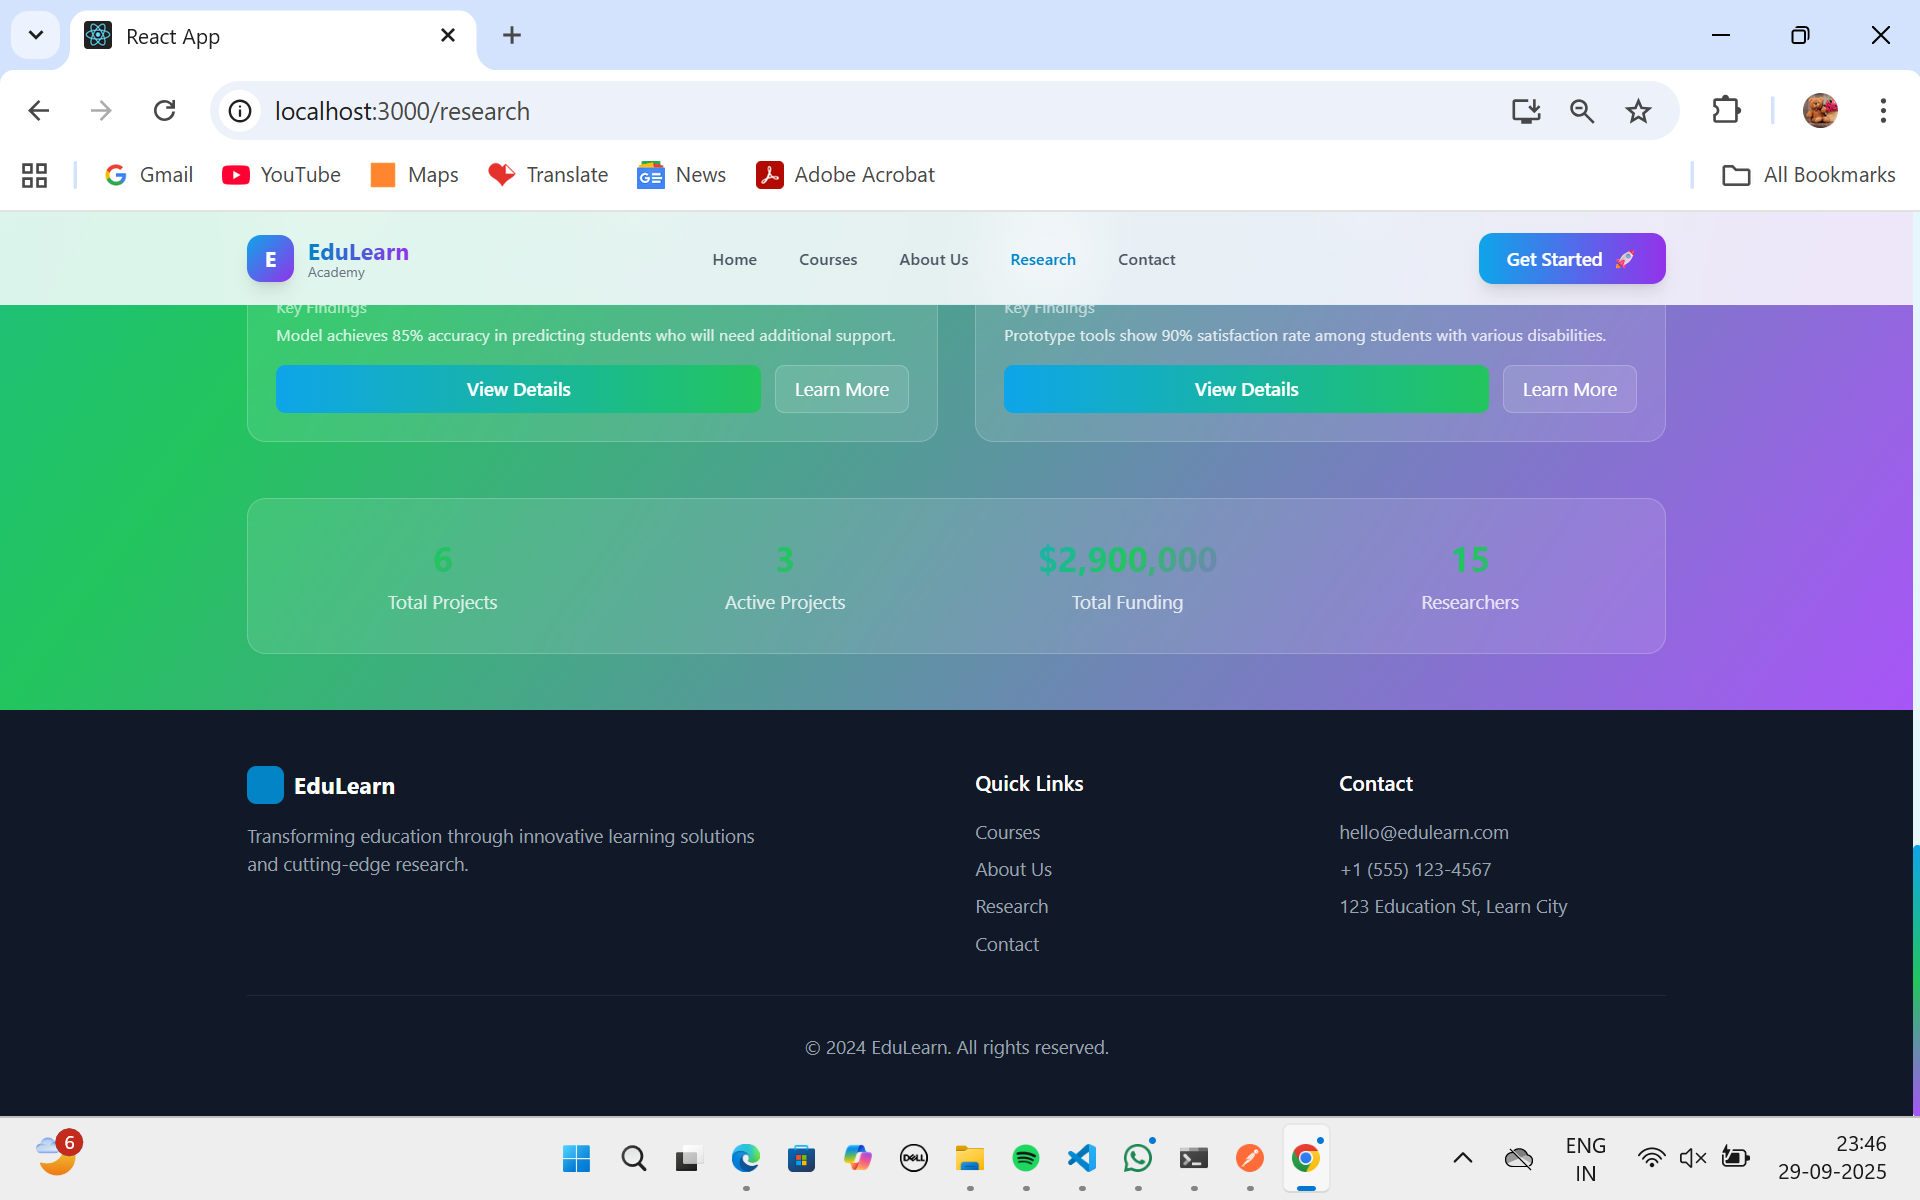 React App
localhost:3000/research
Gmail
YouTube
Maps
Translate
News
Adobe Acrobat
All Bookmarks
E
EduLearn
Academy
Home
Courses
About Us
Research
Contact
Get Started
Key Findings
Key Findings
Model achieves 85% accuracy in predicting students who will need additional support.
Prototype tools show 90% satisfaction rate among students with various disabilities.
View Details
Learn More
View Details
Learn More
6
3
$2,900,000
15
Total Projects
Active Projects
Total Funding
Researchers
EduLearn
Transforming education through innovative learning solutions
and cutting-edge research.
Quick Links
Courses
About Us
Research
Contact
Contact
hello@edulearn.com
+1 (555) 123-4567
123 Education St, Learn City
© 2024 EduLearn. All rights reserved.
6
DELL
ENG
IN
23:46
29-09-2025